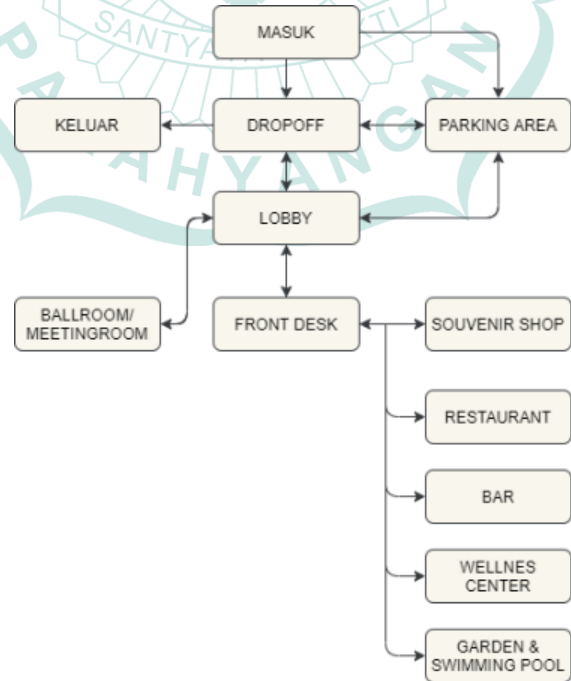 MASUK
KELUAR
DROPOFF
PARKING AREA
LOBBY
BALLROOM/
MEETINGROOM
FRONT DESK
SOUVENIR SHOP
RESTAURANT
BAR
WELLNES
CENTER
GARDEN &
SWIMMING POOL